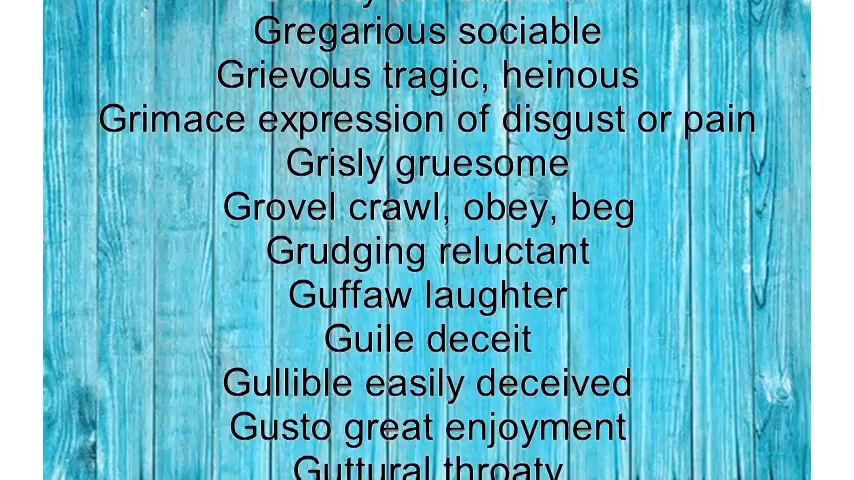 Gregarious sociable
Grievous tragic, heinous
Grimace expression of disgust or pain
Grisly gruesome
Grovel crawl, obey, beg
Grudging reluctant
Guffaw laughter
Guile deceit
Gullible easily deceived
Gusto great enjoyment
Guttural throaty